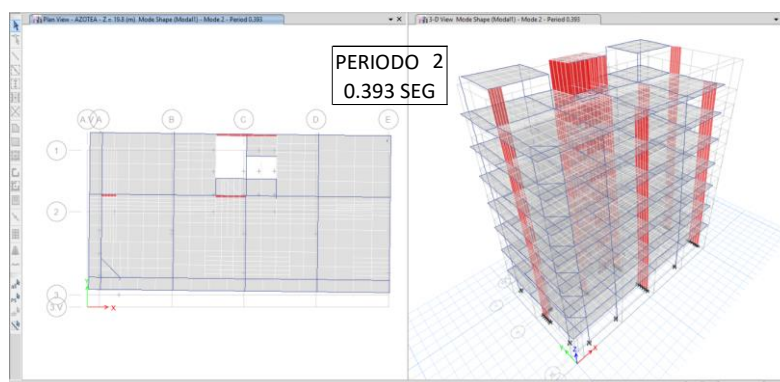 Plan View - AZOTEA - Z = 19.8 (m) Mode Shape (Modal1) - Mode 2 - Period 0.393
3-D View Mode Shape (Modal1) - Mode 2 - Period 0.393
PERIODO 2
0.393 SEG
A.V A B C D E
1
2
3
3.V
Y
X
Z
Y
X